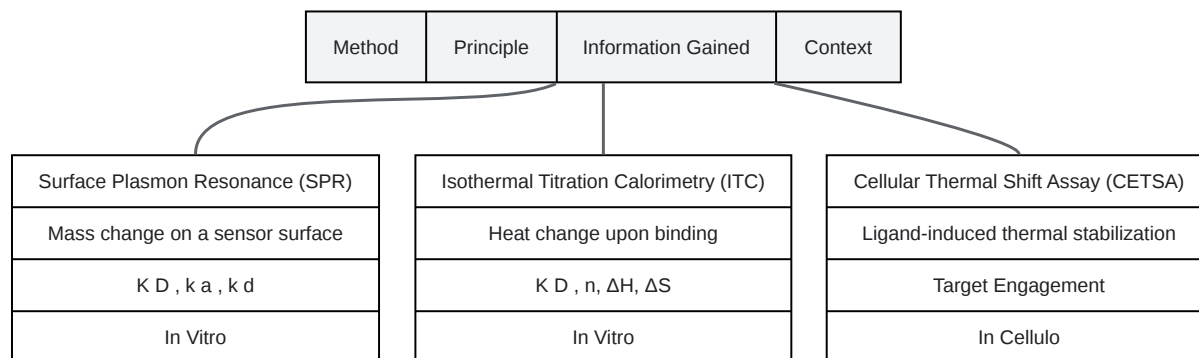 Method Principle Information Gained Context
Surface Plasmon Resonance (SPR)
Mass change on a sensor surface
K D , k a , k d
In Vitro
Isothermal Titration Calorimetry (ITC)
Heat change upon binding
K D , n, ΔH, ΔS
In Vitro
Cellular Thermal Shift Assay (CETSA)
Ligand-induced thermal stabilization
Target Engagement
In Cellulo